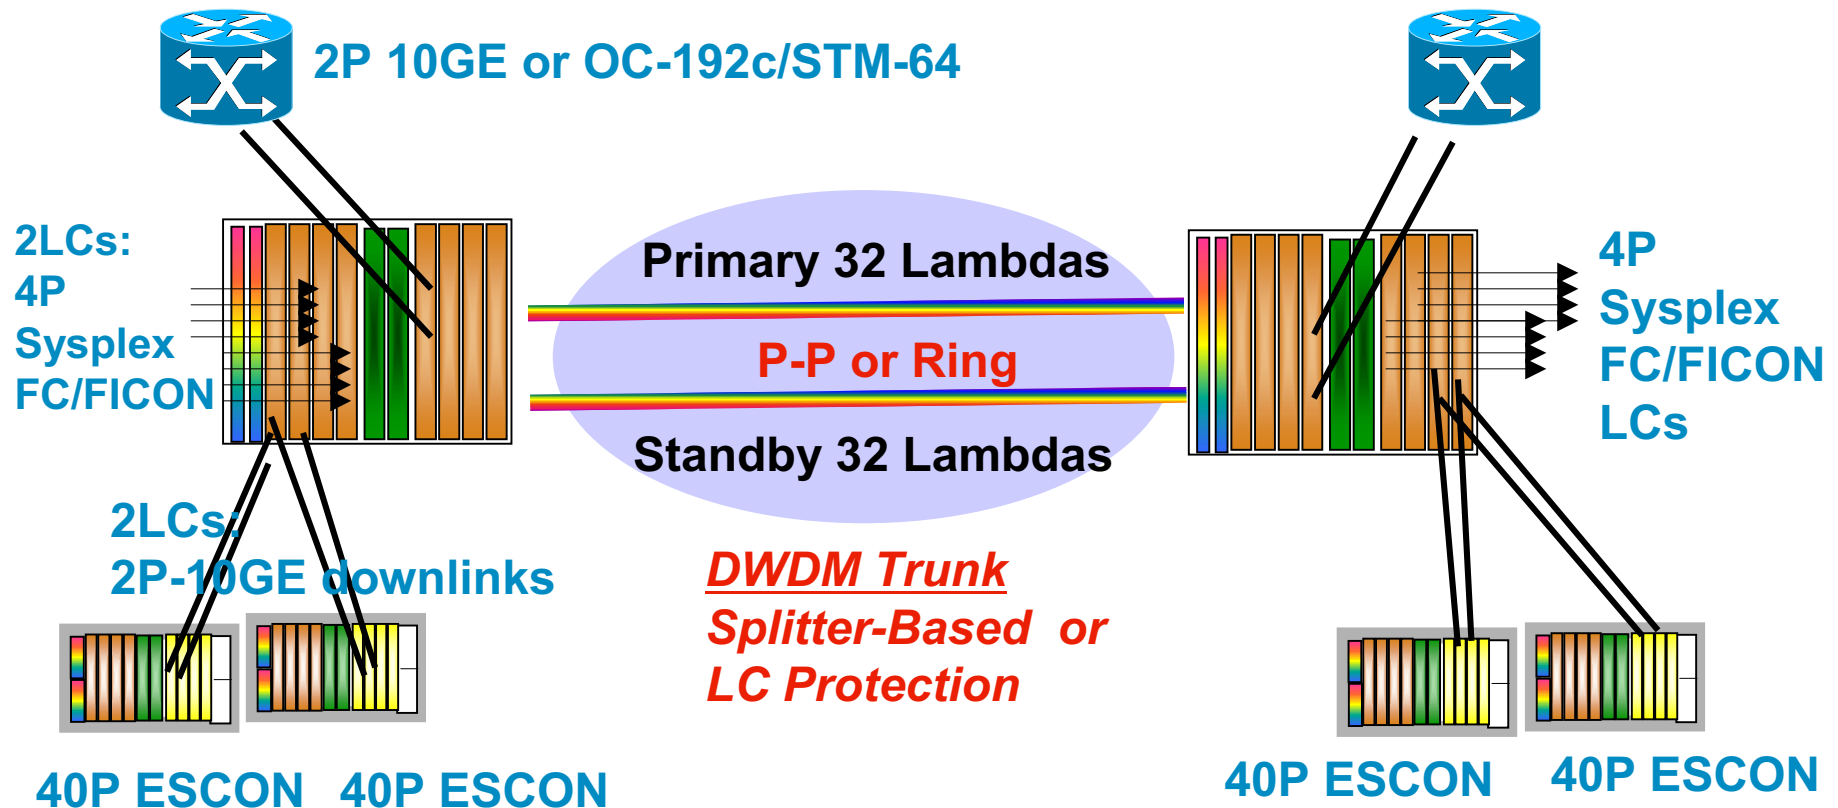 2P 10GE or OC-192c/STM-64
2LCs:
4P
Sysplex
FC/FICON
Primary 32 Lambdas
P-P or Ring
Standby 32 Lambdas
4P
Sysplex
FC/FICON
LCs
2LCs:
2P-10GE downlinks
DWDM Trunk
Splitter-Based or
LC Protection
40P ESCON
40P ESCON
40P ESCON
40P ESCON